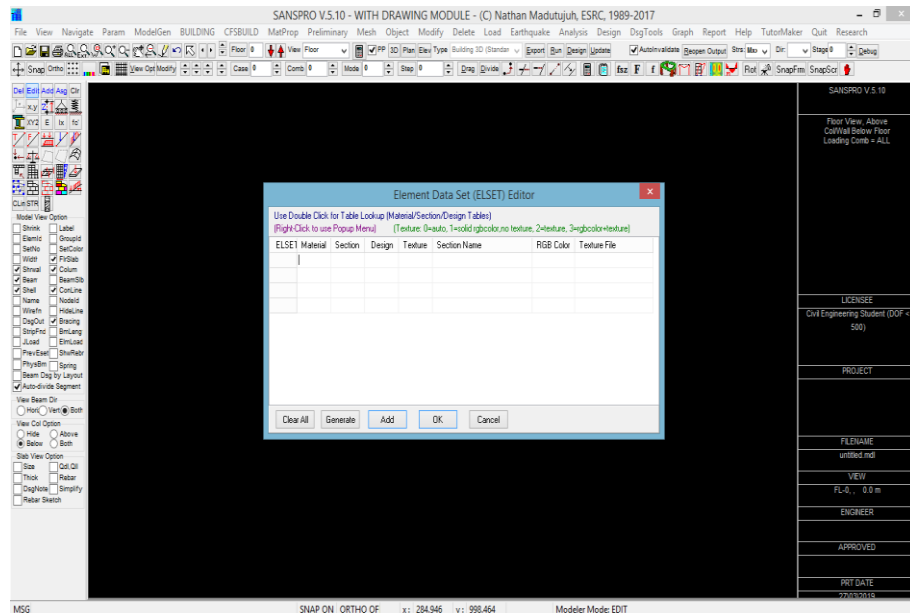 SANSPRO V.5.10 - WITH DRAWING MODULE - (C) Nathan Madutujuh, ESRC, 1989-2017
File View Navigate Param ModelGen BUILDING CFSBUILD MatProp Preliminary Mesh Object Modify Delete Load Earthquake Analysis Design DsgTools Graph Report Help TutorMaker Quit Research
Floor 0 View Floor PP 3D Plan Elev Type Building 3D (Standar Export Run Design Update Autoinvalidate Reopen Output Strs: Max Dir: Stage 0 Debug
Snap Ortho View Opt Modify Case 0 Comb 0 Mode 0 Step 0 Drag Divide fsz F f Rot SnapFrm SnapScr
Del Edit Add Asg Clr
x,y
XY2 E Ix fc'
CLin STR
Model View Option
Shrink Label
ElemId GroupId
SetNo SetColor
Width FlrSlab
Shrwal Colum
Beam BeamSlb
Shell ConLine
Name NodeId
Wirefn HideLine
DsgOut Bracing
StripFnd BmLang
JLoad ElmLoad
PrevEset ShwRebr
PhysBm Spring
Beam Dsg by Layout
Auto-divide Segment
View Beam Dir
Hori Vert Both
View Col Option
Hide Above
Below Both
Slab View Option
Size Qdl,Qll
Thick Rebar
DsgNote Simplify
Rebar Sketch
Element Data Set (ELSET) Editor
x
Use Double Click for Table Lookup (Material/Section/Design Tables)
(Right-Click to use Popup Menu) (Texture: 0=auto, 1=solid rgbcolor,no texture, 2=texture, 3=rgbcolor+texture)
ELSET Material Section Design Texture Section Name RGB Color Texture File
Clear All Generate Add OK Cancel
SANSPRO V.5.10
Floor View, Above
Col/Wall Below Floor
Loading Comb = ALL
LICENSEE
Civil Engineering Student (DOF <
500)
PROJECT
FILENAME
untitled.mdl
VIEW
FL-0, , 0.0 m
ENGINEER
APPROVED
PRT DATE
27/03/2019
MSG SNAP ON ORTHO OF x: 284.946 y: 998.464 Modeler Mode: EDIT